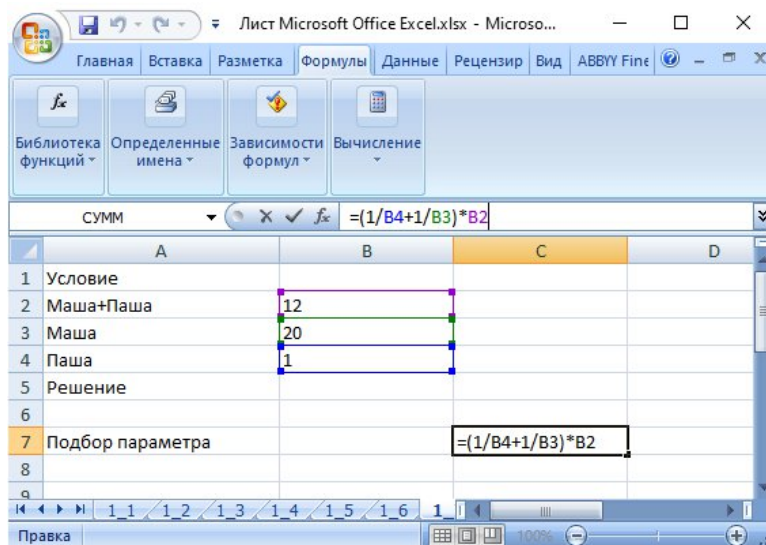 Лист Microsoft Office Excel.xlsx - Microso...
Главная Вставка Разметка Формулы Данные Рецензир Вид ABBYY Fine
Библиотека функций Определенные имена Зависимости формул Вычисление
СУММ fx =(1/B4+1/B3)*B2
A B C D
1 Условие
2 Маша+Паша 12
3 Маша 20
4 Паша 1
5 Решение
6
7 Подбор параметра =(1/B4+1/B3)*B2
8
9
1_1 1_2 1_3 1_4 1_5 1_6 1_
Правка 100%